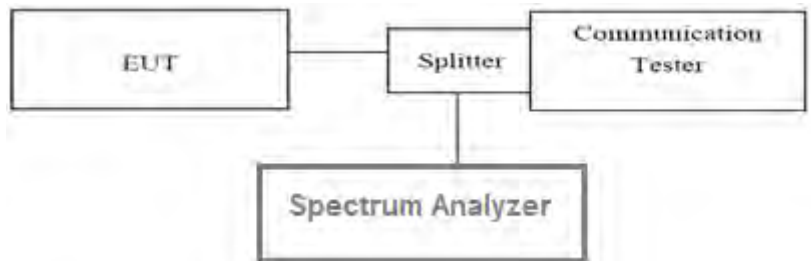 EUT
Splitter
Communication
Tester
Spectrum Analyzer